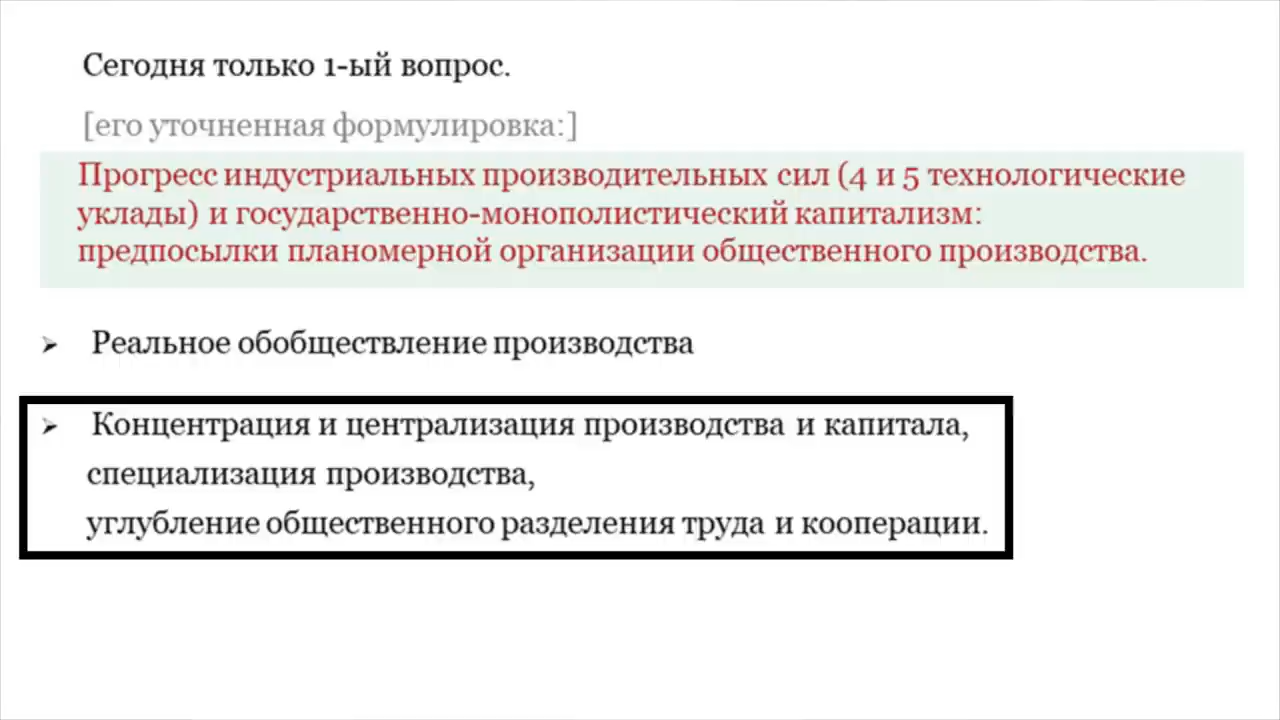 Сегодня только 1-ый вопрос.
[его уточненная формулировка:]
Прогресс индустриальных производительных сил (4 и 5 технологические
уклады) и государственно-монополистический капитализм:
предпосылки планомерной организации общественного производства.
Реальное обобществление производства
Концентрация и централизация производства и капитала,
специализация производства,
углубление общественного разделения труда и кооперации.